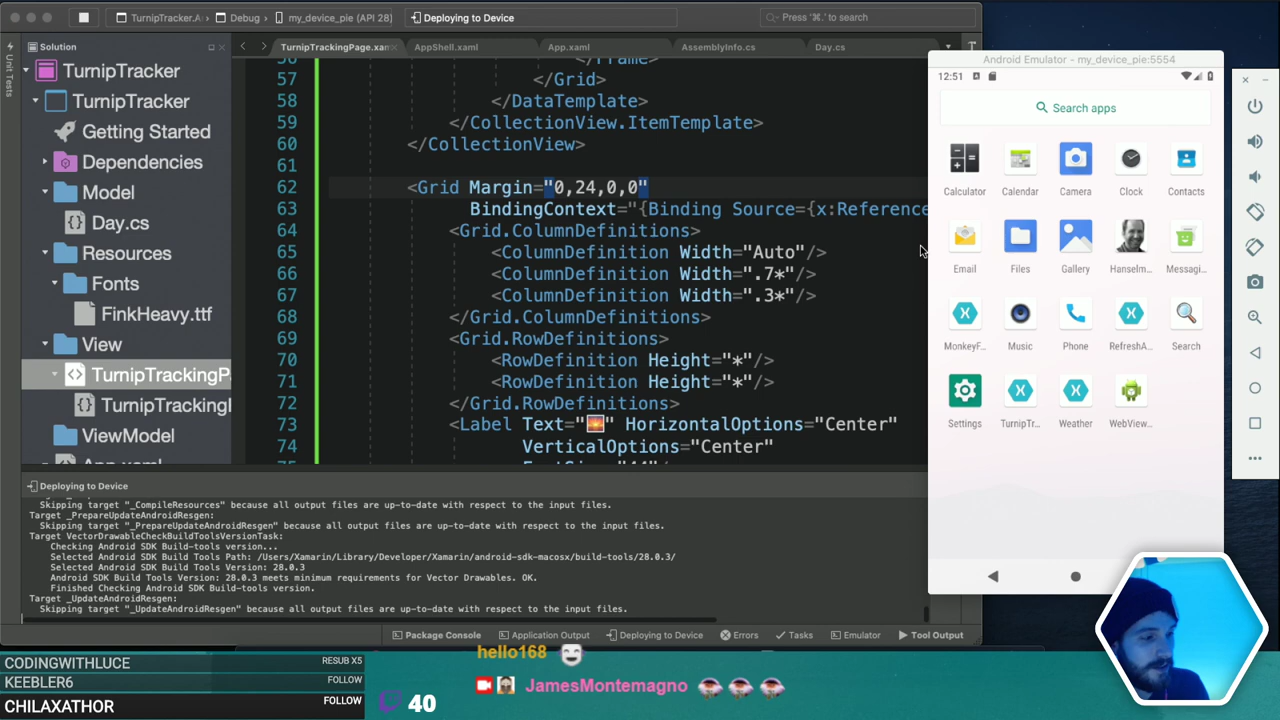 TurnipTracker.A
Debug
my_device_pie (API 28)
Deploying to Device
Press '⌘.' to search
Unit Tests
Solution
TurnipTrackingPage.xan
AppShell.xaml
App.xaml
AssemblyInfo.cs
Day.cs
TurnipTracker
TurnipTracker
Getting Started
Dependencies
Model
Day.cs
Resources
Fonts
FinkHeavy.ttf
View
TurnipTrackingP
TurnipTracking
ViewModel
App.xaml
56 </Frame>
57 </Grid>
58 </DataTemplate>
59 </CollectionView.ItemTemplate>
60 </CollectionView>
61
62 <Grid Margin="0,24,0,0"
63 BindingContext="{Binding Source={x:Reference
64 <Grid.ColumnDefinitions>
65 <ColumnDefinition Width="Auto"/>
66 <ColumnDefinition Width=".7*"/>
67 <ColumnDefinition Width=".3*"/>
68 </Grid.ColumnDefinitions>
69 <Grid.RowDefinitions>
70 <RowDefinition Height="*"/>
71 <RowDefinition Height="*"/>
72 </Grid.RowDefinitions>
73 <Label Text="🌅" HorizontalOptions="Center"
74 VerticalOptions="Center"
75 FontSize="44"/
Deploying to Device
Skipping target "_CompileResources" because all output files are up-to-date with respect to the input files.
Target _PrepareUpdateAndroidResgen:
Skipping target "_PrepareUpdateAndroidResgen" because all output files are up-to-date with respect to the input files.
Target VectorDrawableCheckBuildToolsVersionTask:
Checking Android SDK Build-tools version...
Selected Android SDK Build Tools Path: /Users/Xamarin/Library/Developer/Xamarin/android-sdk-macosx/build-tools/28.0.3/
Selected Android SDK Build Tools Version: 28.0.3
Android SDK Build Tools Version: 28.0.3 meets minimum requirements for Vector Drawables. OK.
Finished Checking Android SDK Build-tools version.
Target _UpdateAndroidResgen:
Skipping target "_UpdateAndroidResgen" because all output files are up-to-date with respect to the input files.
Package Console
Application Output
Deploying to Device
Errors
Tasks
Emulator
Tool Output
Android Emulator - my_device_pie:5554
12:51
Search apps
Calculator
Calendar
Camera
Clock
Contacts
Email
Files
Gallery
Hanselm...
Messagi...
MonkeyF...
Music
Phone
RefreshA...
Search
Settings
TurnipTr...
Weather
WebView...
CODINGWITHLUCE RESUB X5
KEEBLER6 FOLLOW
CHILAXATHOR FOLLOW
40
hello168
JamesMontemagno